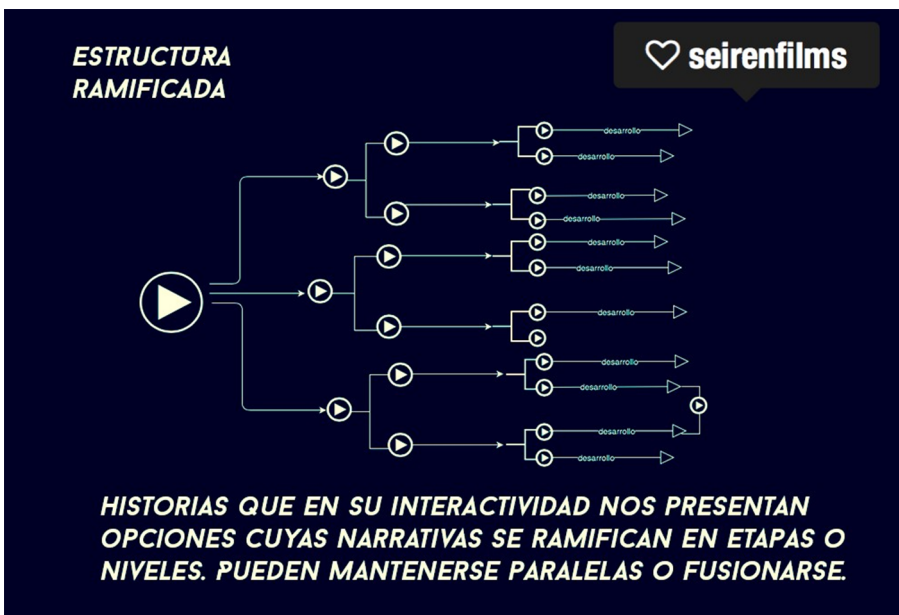 ESTRUCTURA
RAMIFICADA
seirenfilms
desarrollo
desarrollo
desarrollo
desarrollo
desarrollo
desarrollo
desarrollo
desarrollo
desarrollo
desarrollo
desarrollo
HISTORIAS QUE EN SU INTERACTIVIDAD NOS PRESENTAN
OPCIONES CUYAS NARRATIVAS SE RAMIFICAN EN ETAPAS O
NIVELES. PUEDEN MANTENERSE PARALELAS O FUSIONARSE.